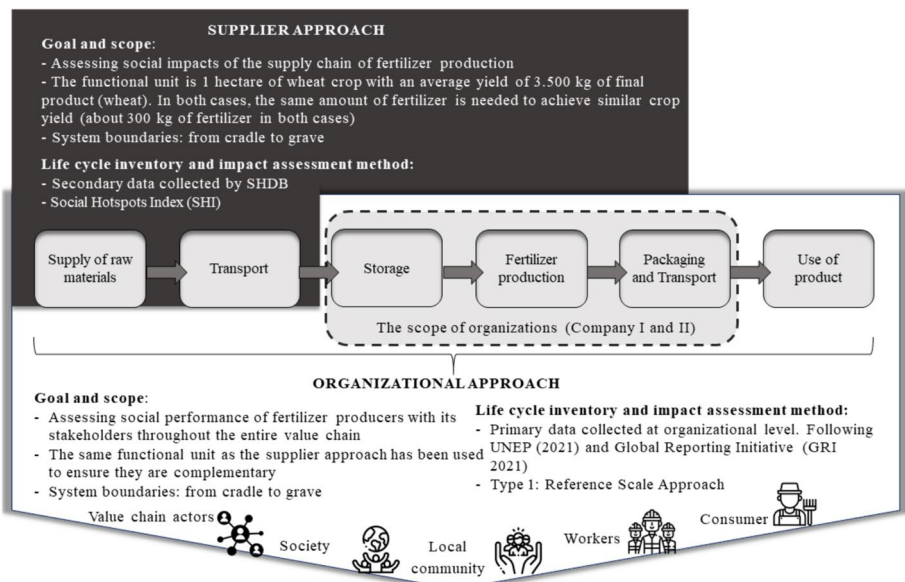 SUPPLIER APPROACH
Goal and scope:
- Assessing social impacts of the supply chain of fertilizer production
- The functional unit is 1 hectare of wheat crop with an average yield of 3.500 kg of final
product (wheat). In both cases, the same amount of fertilizer is needed to achieve similar crop
yield (about 300 kg of fertilizer in both cases)
- System boundaries: from cradle to grave
Life cycle inventory and impact assessment method:
- Secondary data collected by SHDB
- Social Hotspots Index (SHI)
Supply of raw
materials
Transport
Storage
Fertilizer
production
Packaging
and Transport
Use of
product
The scope of organizations (Company I and II)
ORGANIZATIONAL APPROACH
Goal and scope:
- Assessing social performance of fertilizer producers with its
stakeholders throughout the entire value chain
- The same functional unit as the supplier approach has been used
to ensure they are complementary
- System boundaries: from cradle to grave
Life cycle inventory and impact assessment method:
- Primary data collected at organizational level. Following
UNEP (2021) and Global Reporting Initiative (GRI
2021)
- Type 1: Reference Scale Approach
Value chain actors
Society
Local
community
Workers
Consumer